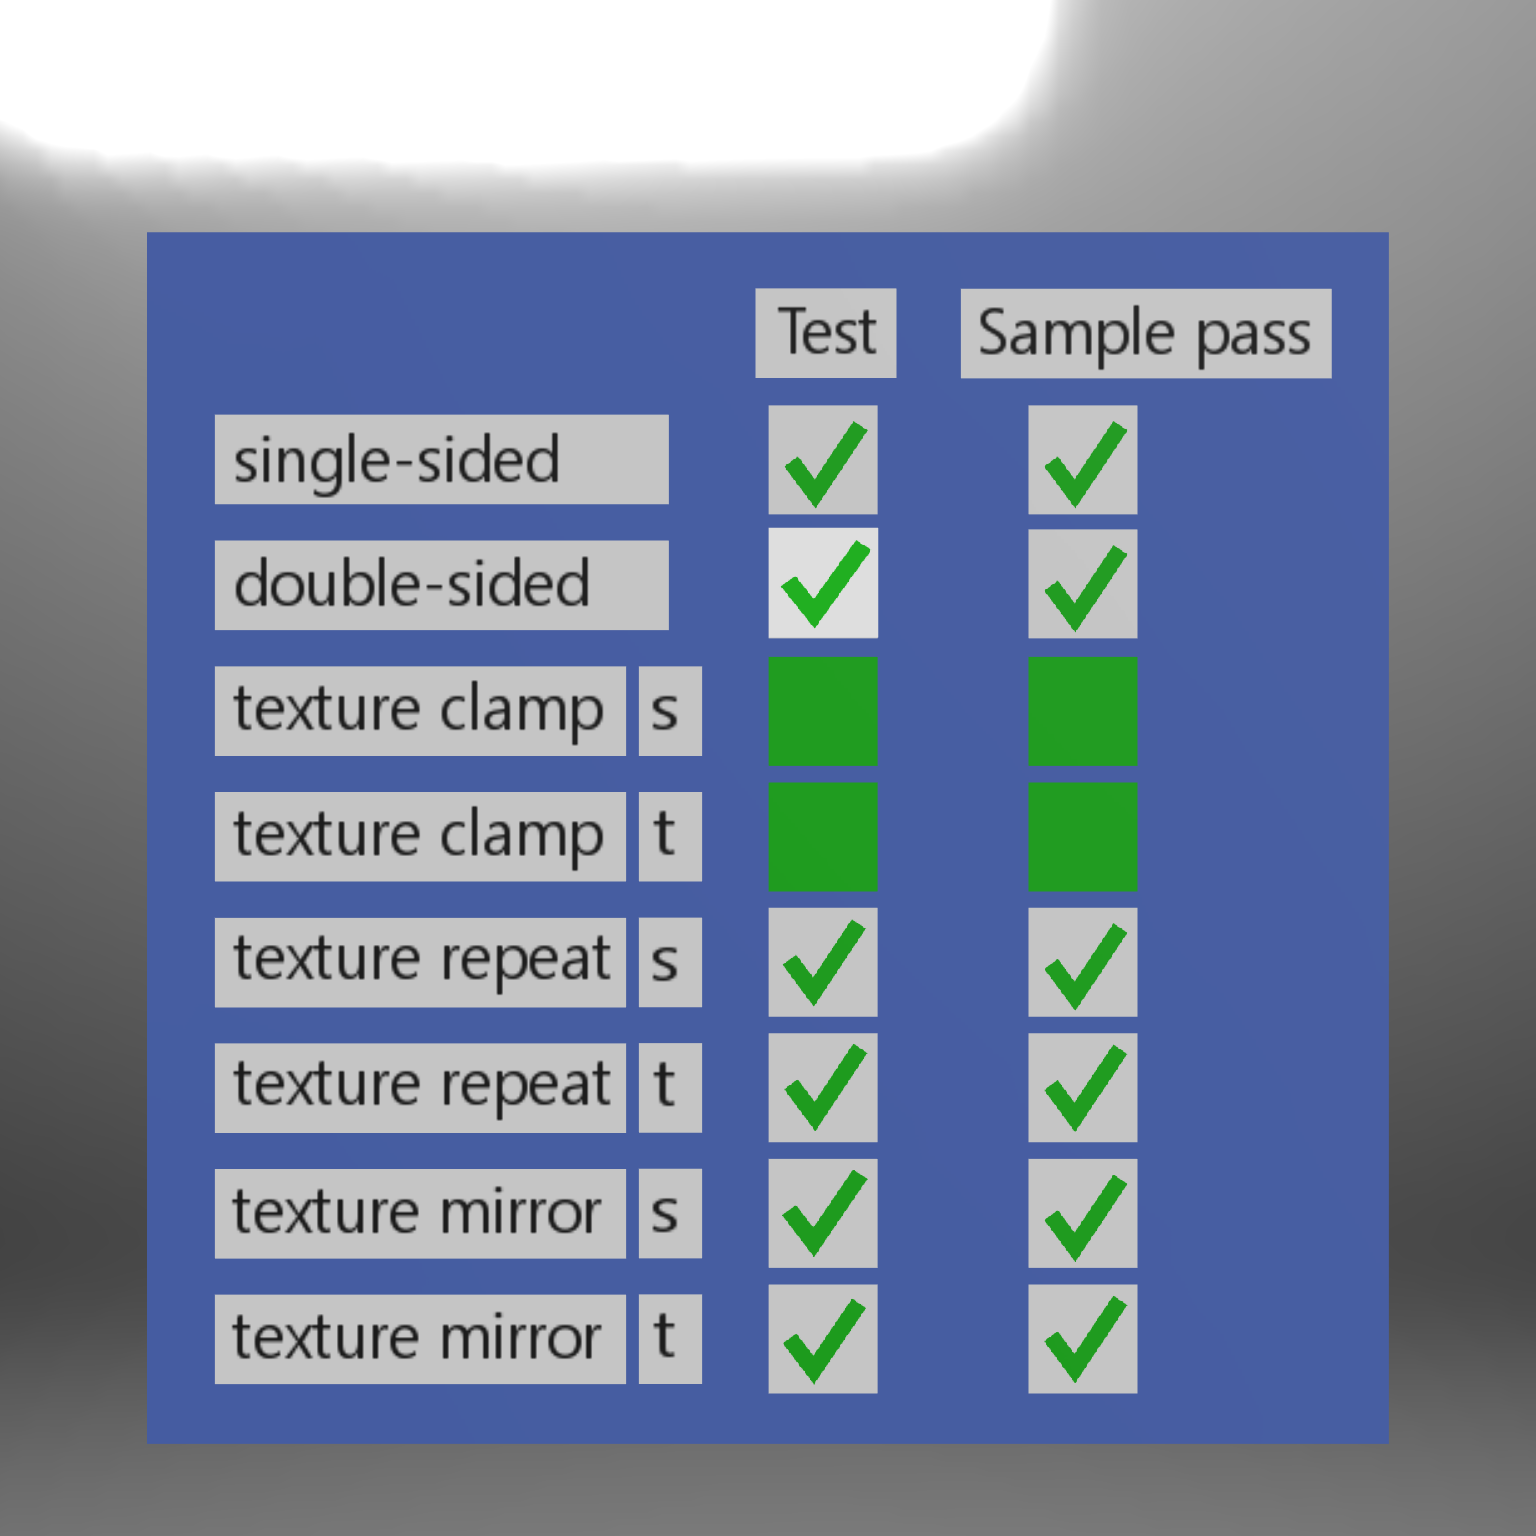 Test Sample pass
single-sided
double-sided
texture clamp s
texture clamp t
texture repeat s
texture repeat t
texture mirror s
texture mirror t